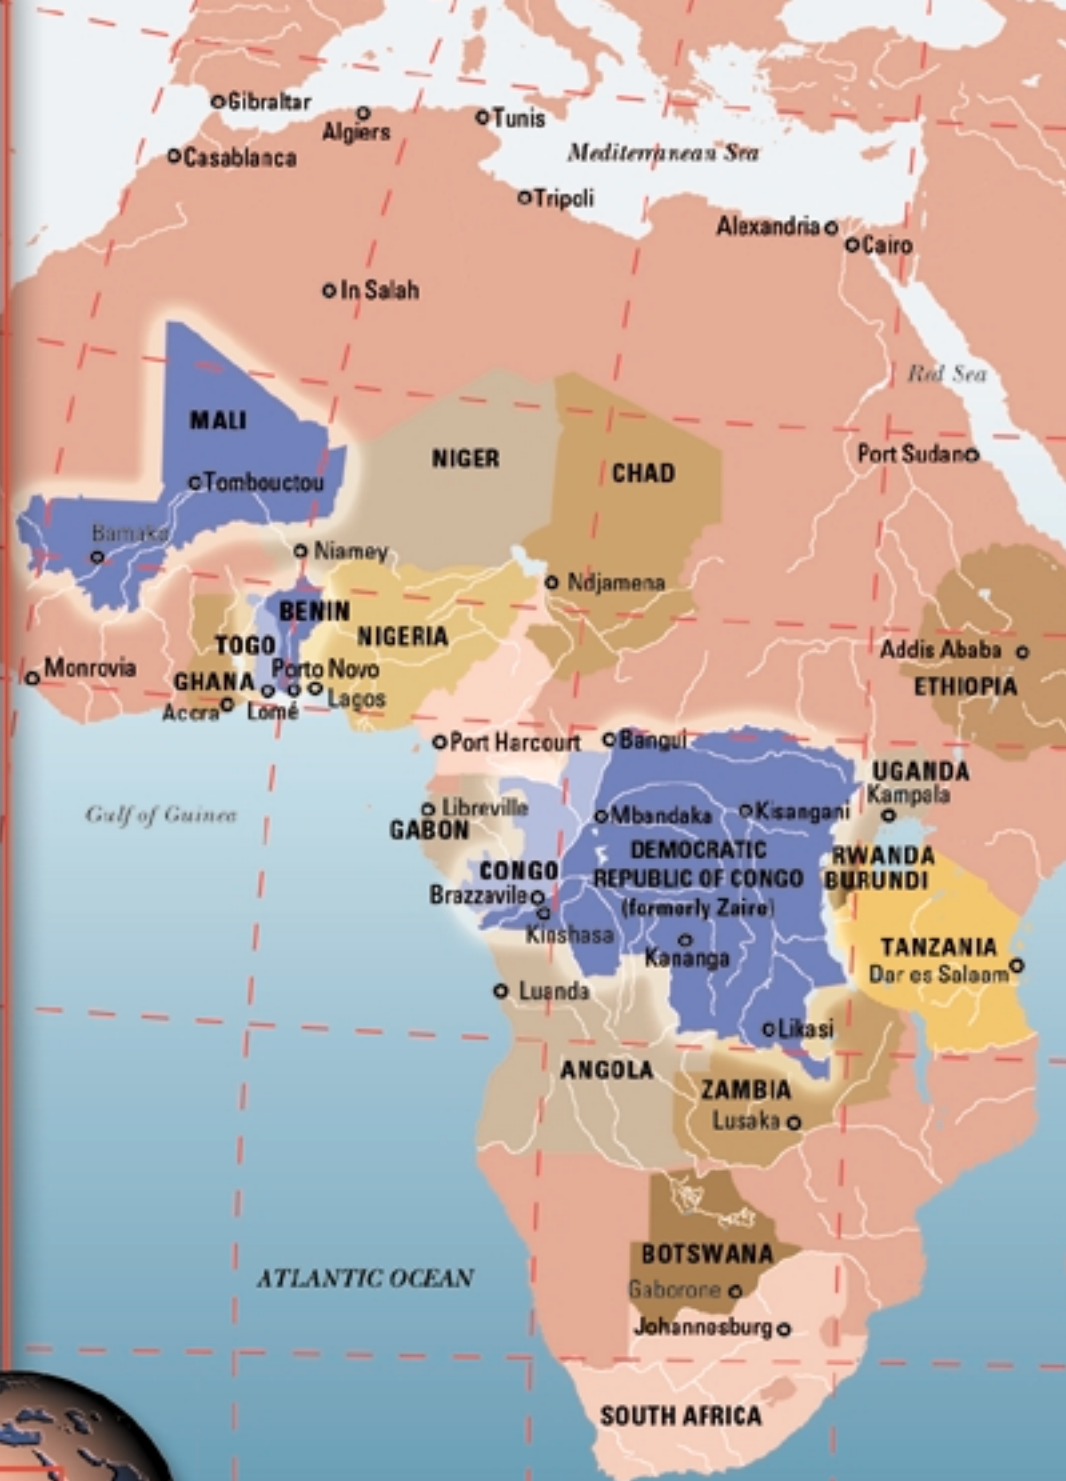 Gibraltar
Algiers
Tunis
Casablanca
Mediterranean Sea
Tripoli
Alexandria
Cairo
In Salah
Red Sea
MALI
NIGER
CHAD
Port Sudan
Tombouctou
Bamako
Niamey
Ndjamena
BENIN
NIGERIA
TOGO
Addis Ababa
Monrovia
Porto Novo
GHANA
ETHIOPIA
Lagos
Accra
Lomé
Port Harcourt
Bangui
UGANDA
Kampala
Gulf of Guinea
Libreville
Mbandaka
Kisangani
GABON
DEMOCRATIC
REPUBLIC OF CONGO
(formerly Zaire)
RWANDA
BURUNDI
CONGO
Brazzavile
Kinshasa
TANZANIA
Kananga
Dar es Salaam
Luanda
Likasi
ANGOLA
ZAMBIA
Lusaka
BOTSWANA
ATLANTIC OCEAN
Gaborone
Johannesburg
SOUTH AFRICA